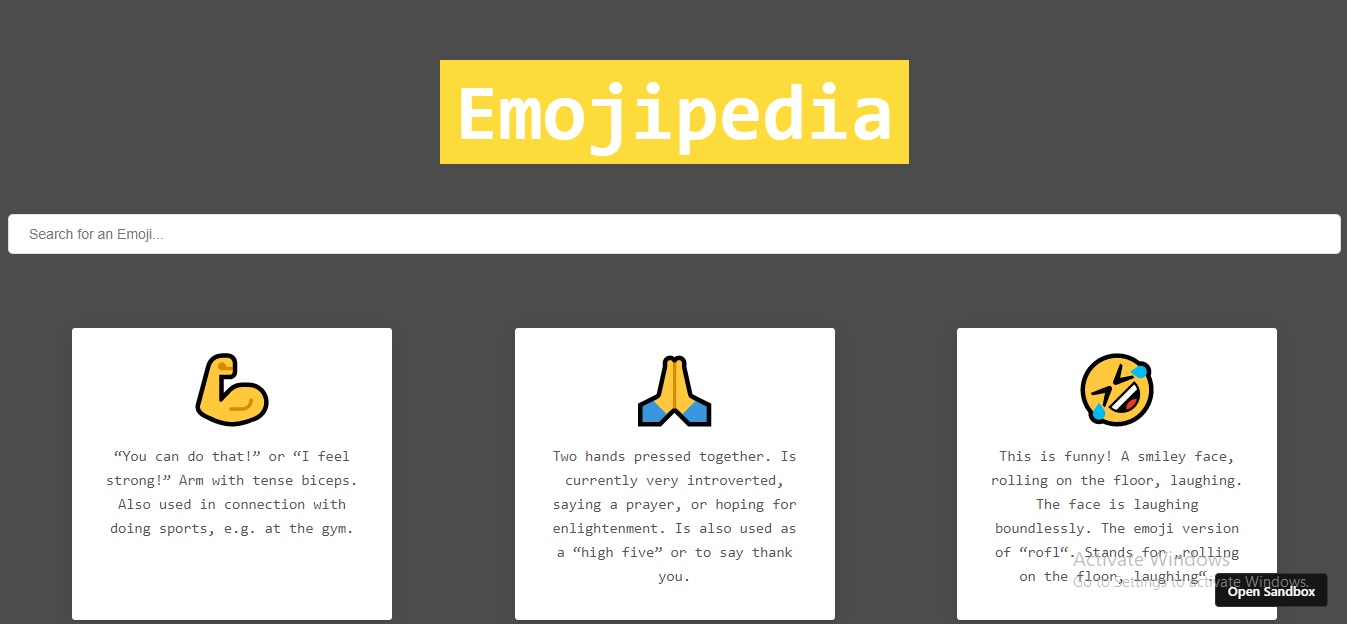 Emojipedia
Search for an Emoji...
“You can do that!” or “I feel
strong!” Arm with tense biceps.
Also used in connection with
doing sports, e.g. at the gym.
Two hands pressed together. Is
currently very introverted,
saying a prayer, or hoping for
enlightenment. Is also used as
a “high five” or to say thank
you.
This is funny! A smiley face,
rolling on the floor, laughing.
The face is laughing
boundlessly. The emoji version
of “rofl“. Stands for „rolling
on the floor, laughing“.
Activate Windows
Go to Settings to activate Windows.
Open Sandbox